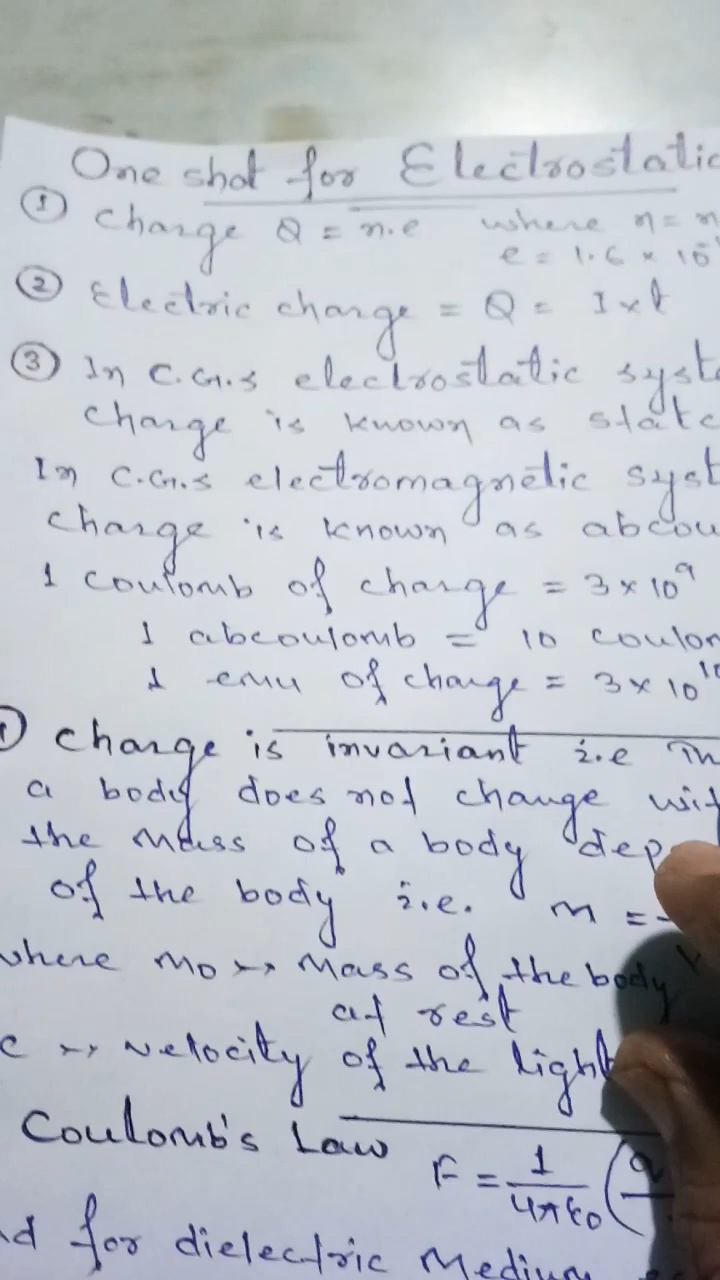 One shot for Electrostatic
① Charge Q = n.e where n = n
e = 1.6 × 10
② Electric charge = Q = I×t
③ In C.G.S electrostatic syste
charge is known as statc
In C.G.S electromagnetic syst
charge is known as abcou
1 coulomb of charge = 3×10⁹
1 abcoulomb = 10 coulom
1 emu of charge = 3×10¹⁰
Charge is invariant i.e Th
a body does not change wit
the mass of a body dep
of the body i.e. m =
where mo → Mass of the body
at rest
c → velocity of the light
Coulomb's Law F = 1/4πϵ₀ (q
for dielectric Medium